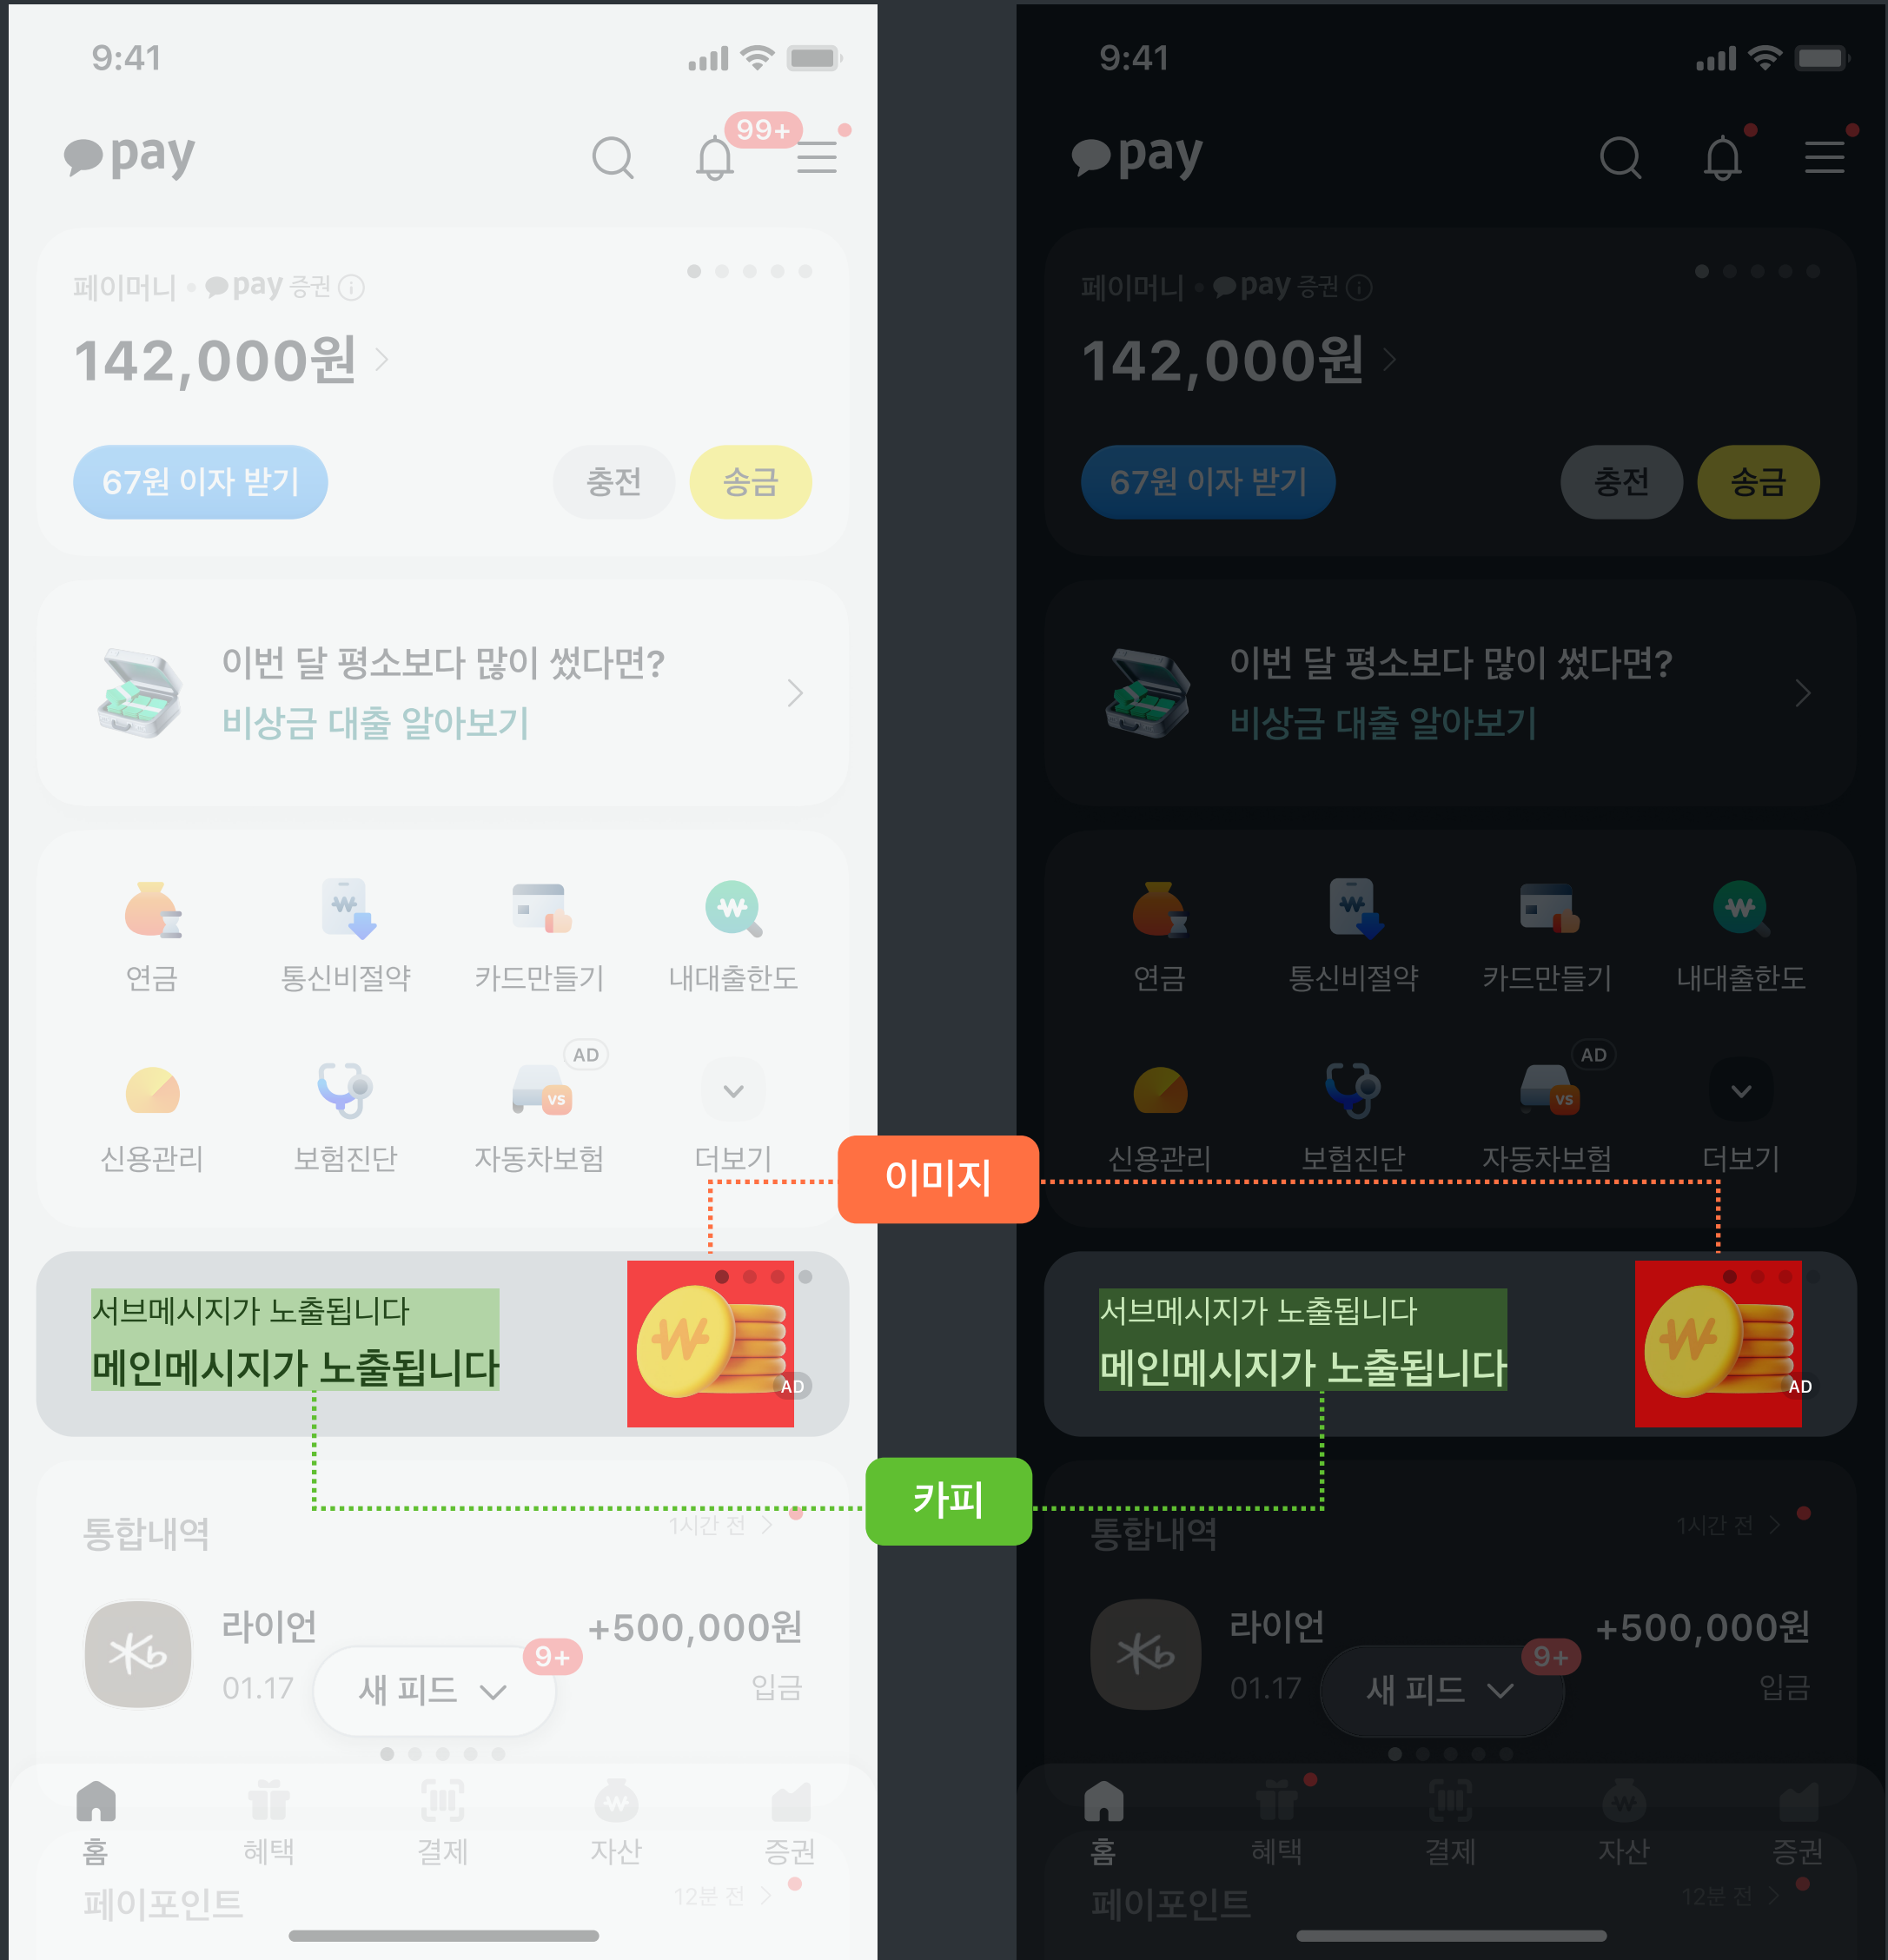 9:41
pay
99+
페이머니 • pay 증권
142,000원
67원 이자 받기
충전
송금
이번 달 평소보다 많이 썼다면?
비상금 대출 알아보기
연금
통신비절약
카드만들기
내대출한도
AD
VS
신용관리
보험진단
자동차보험
더보기
서브메시지가 노출됩니다
메인메시지가 노출됩니다
AD
통합내역
1시간 전
라이언
+500,000원
01.17
입금
새 피드
9+
홈
혜택
결제
자산
증권
페이포인트
12분 전
이미지
카피
9:41
pay
페이머니 • pay 증권
142,000원
67원 이자 받기
충전
송금
이번 달 평소보다 많이 썼다면?
비상금 대출 알아보기
연금
통신비절약
카드만들기
내대출한도
AD
VS
신용관리
보험진단
자동차보험
더보기
서브메시지가 노출됩니다
메인메시지가 노출됩니다
AD
통합내역
1시간 전
라이언
+500,000원
01.17
입금
새 피드
9+
홈
혜택
결제
자산
증권
페이포인트
12분 전